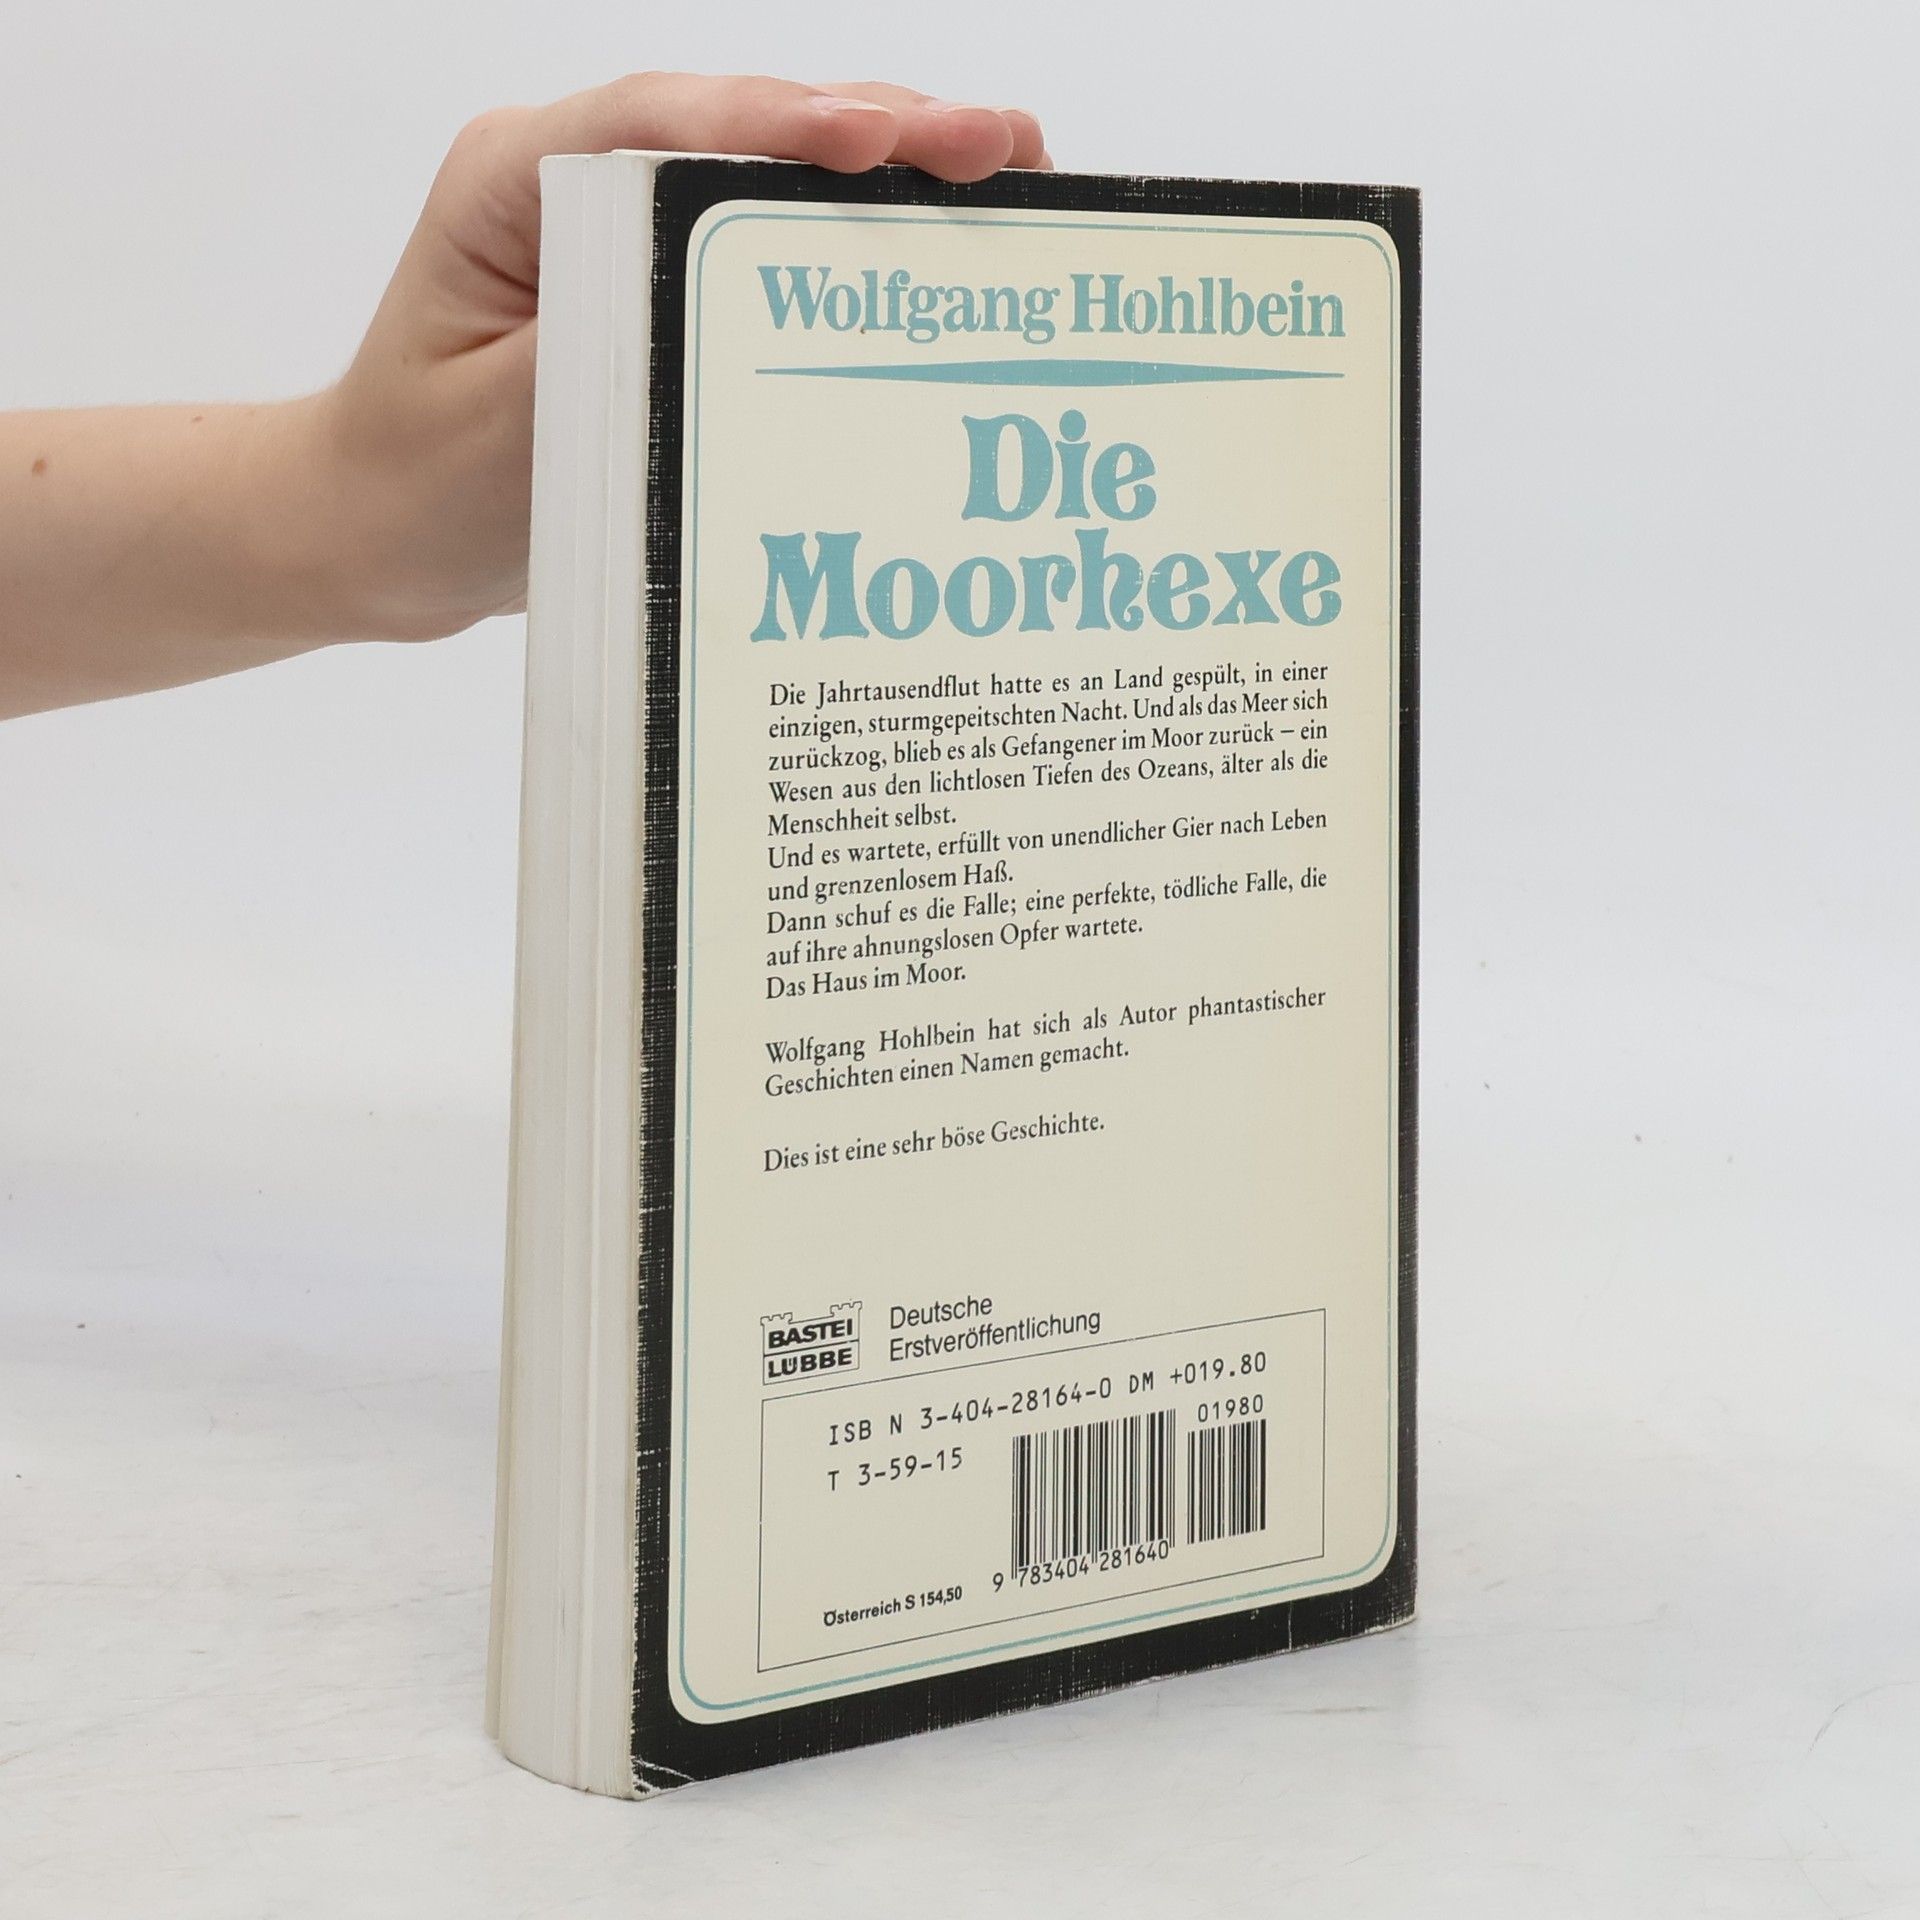 Wolfgang Hohlbein
Die
Moorhexe
Die Jahrtausendflut hatte es an Land gespült, in einer
einzigen, sturmgepeitschten Nacht. Und als das Meer sich
zurückzog, blieb es als Gefangener im Moor zurück – ein
Wesen aus den lichtlosen Tiefen des Ozeans, älter als die
Menschheit selbst.
Und es wartete, erfüllt von unendlicher Gier nach Leben
und grenzenlosem Haß.
Dann schuf es die Falle; eine perfekte, tödliche Falle, die
auf ihre ahnungslosen Opfer wartete.
Das Haus im Moor.
Wolfgang Hohlbein hat sich als Autor phantastischer
Geschichten einen Namen gemacht.
Dies ist eine sehr böse Geschichte.
BASTEI
LÜBBE
Deutsche
Erstveröffentlichung
ISB N 3-404-28164-0 DM +019.80
T 3-59-15
01980
9 783404 281640
Österreich S 154,50